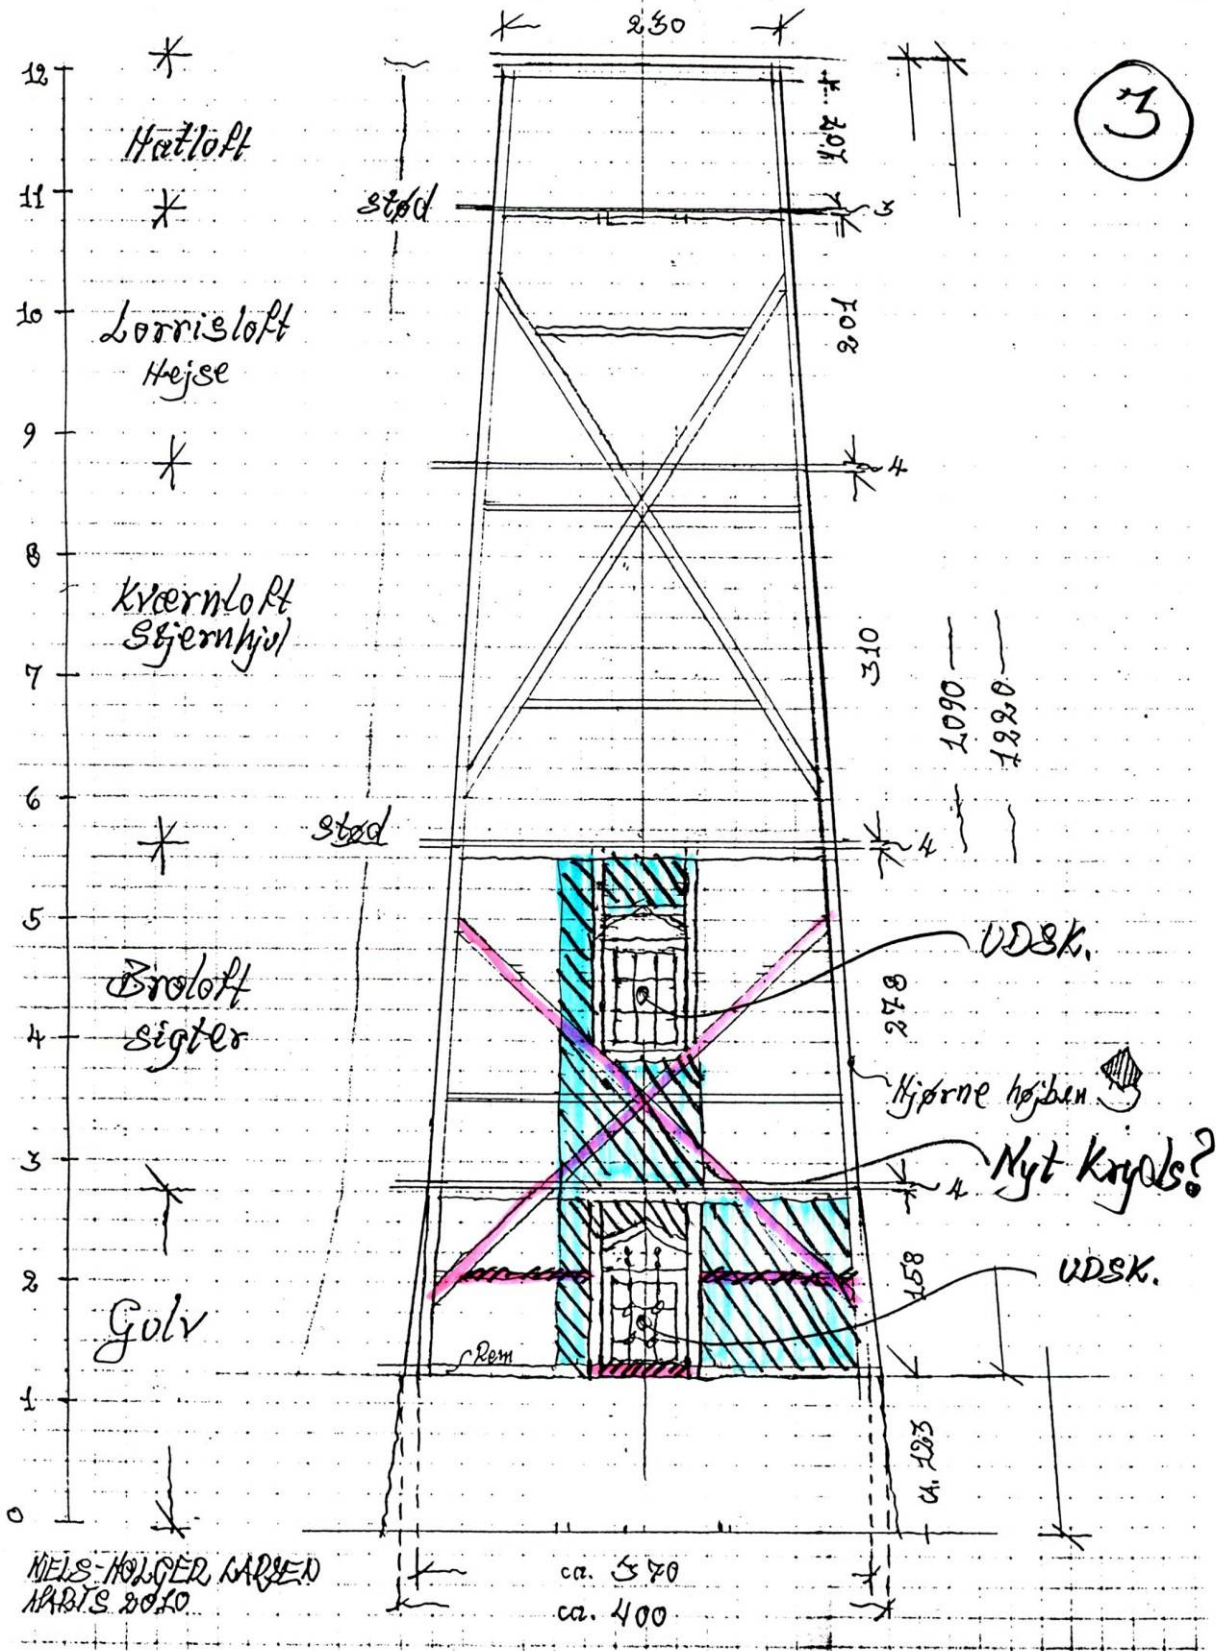 230
3
12
Hatloft
107
11
stød
3
10
Lorrisloft
Hejse
201
9
4
8
Kværnloft
Stjernhjul
310
7
1090
1220
6
stød
4
5
UDSK.
Broloft
sigter
278
4
Hjørne højben
3
Nyt Kryds?
4
2
158
UDSK.
Gulv
Rem
1
ca. 123
0
NIELS-HOLGER LARSEN
MARTS 2010
ca. 370
ca. 400